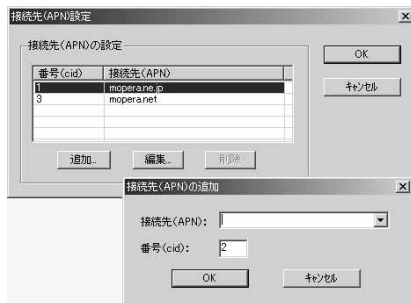 接続先(APN)設定
接続先(APN)の設定
番号(cid) 接続先(APN)
1 mopera.ne.jp
3 mopera.net
追加... 編集... 削除
OK
キャンセル
接続先(APN)の追加
接続先(APN):
番号(cid): 2
OK キャンセル